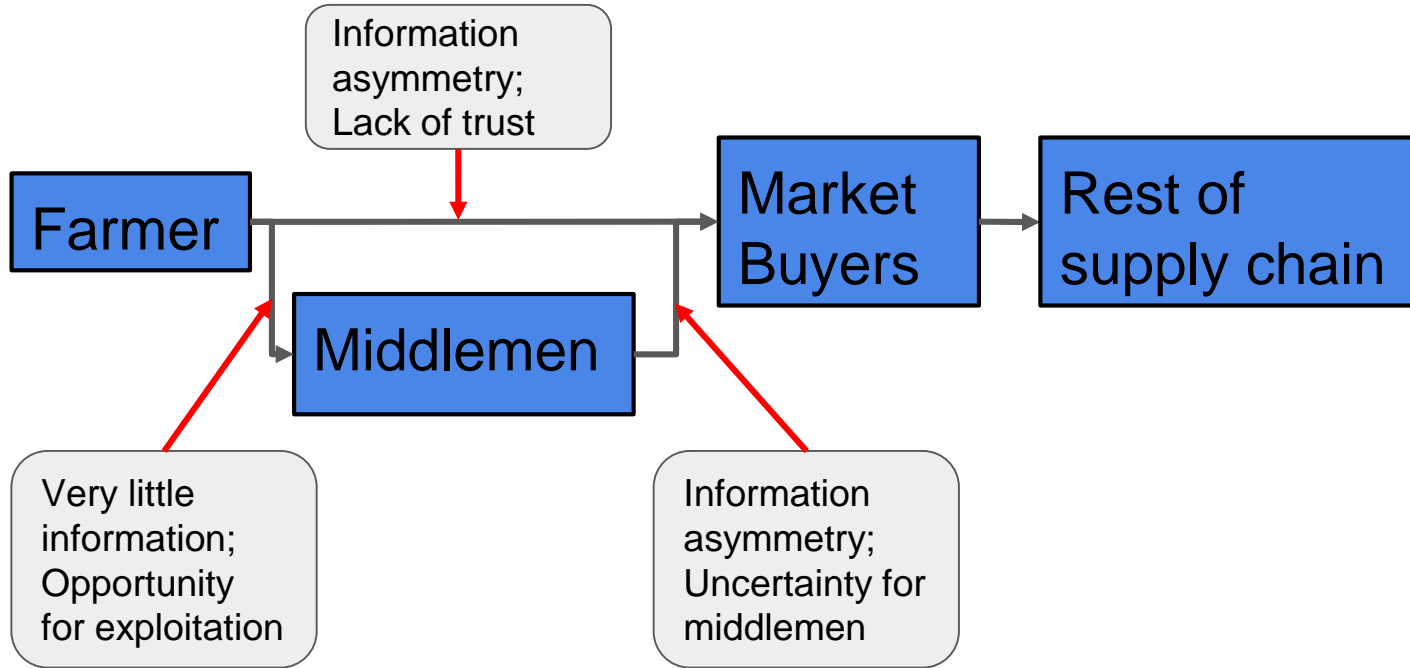 Information
asymmetry;
Lack of trust
Farmer
Market
Buyers
Rest of
supply chain
Middlemen
Very little
information;
Opportunity
for exploitation
Information
asymmetry;
Uncertainty for
middlemen